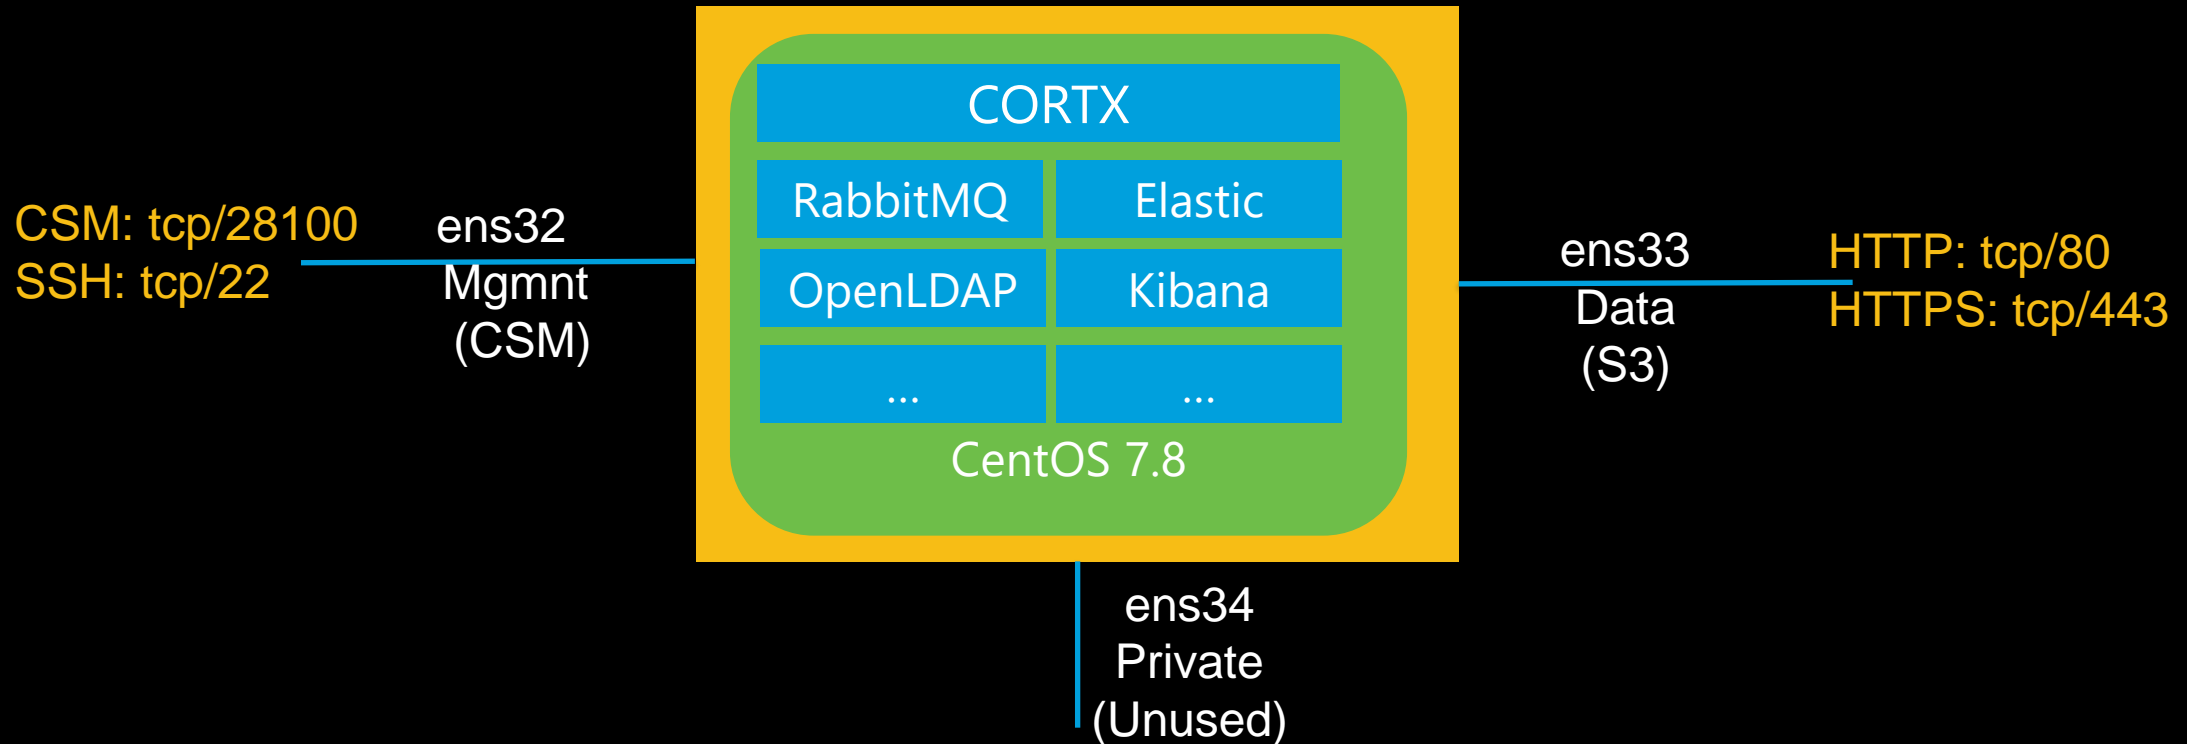 CORTX
RabbitMQ
Elastic
OpenLDAP
Kibana
...
...
CentOS 7.8
CSM: tcp/28100
SSH: tcp/22
ens32
Mgmnt
(CSM)
ens33
Data
(S3)
HTTP: tcp/80
HTTPS: tcp/443
ens34
Private
(Unused)